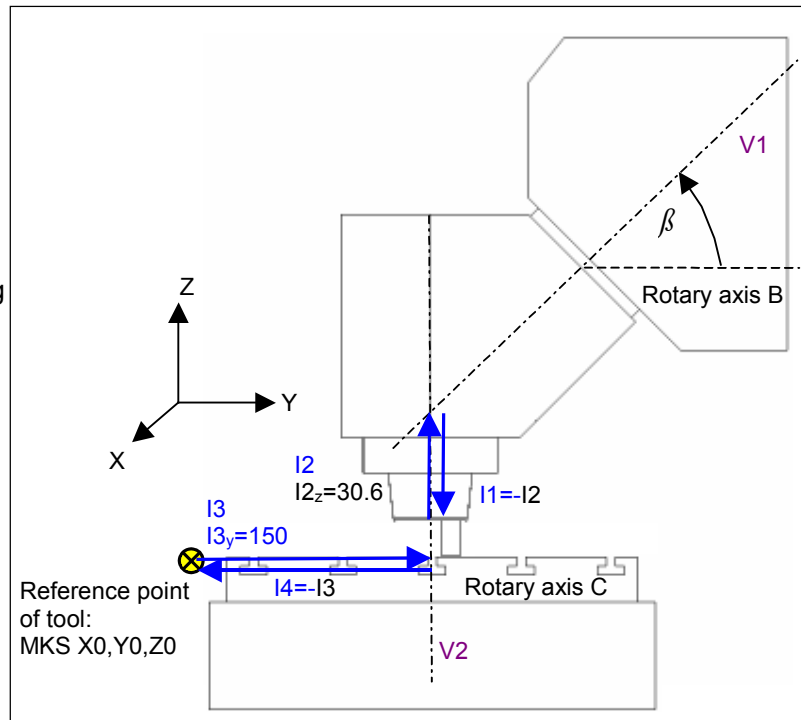 V1
ß
g
Rotary axis B
Z
Y
X
I2
I2z=30.6
I1=-I2
I3
I3y=150
I4=-I3
Rotary axis C
Reference point
of tool:
MKS X0,Y0,Z0
V2